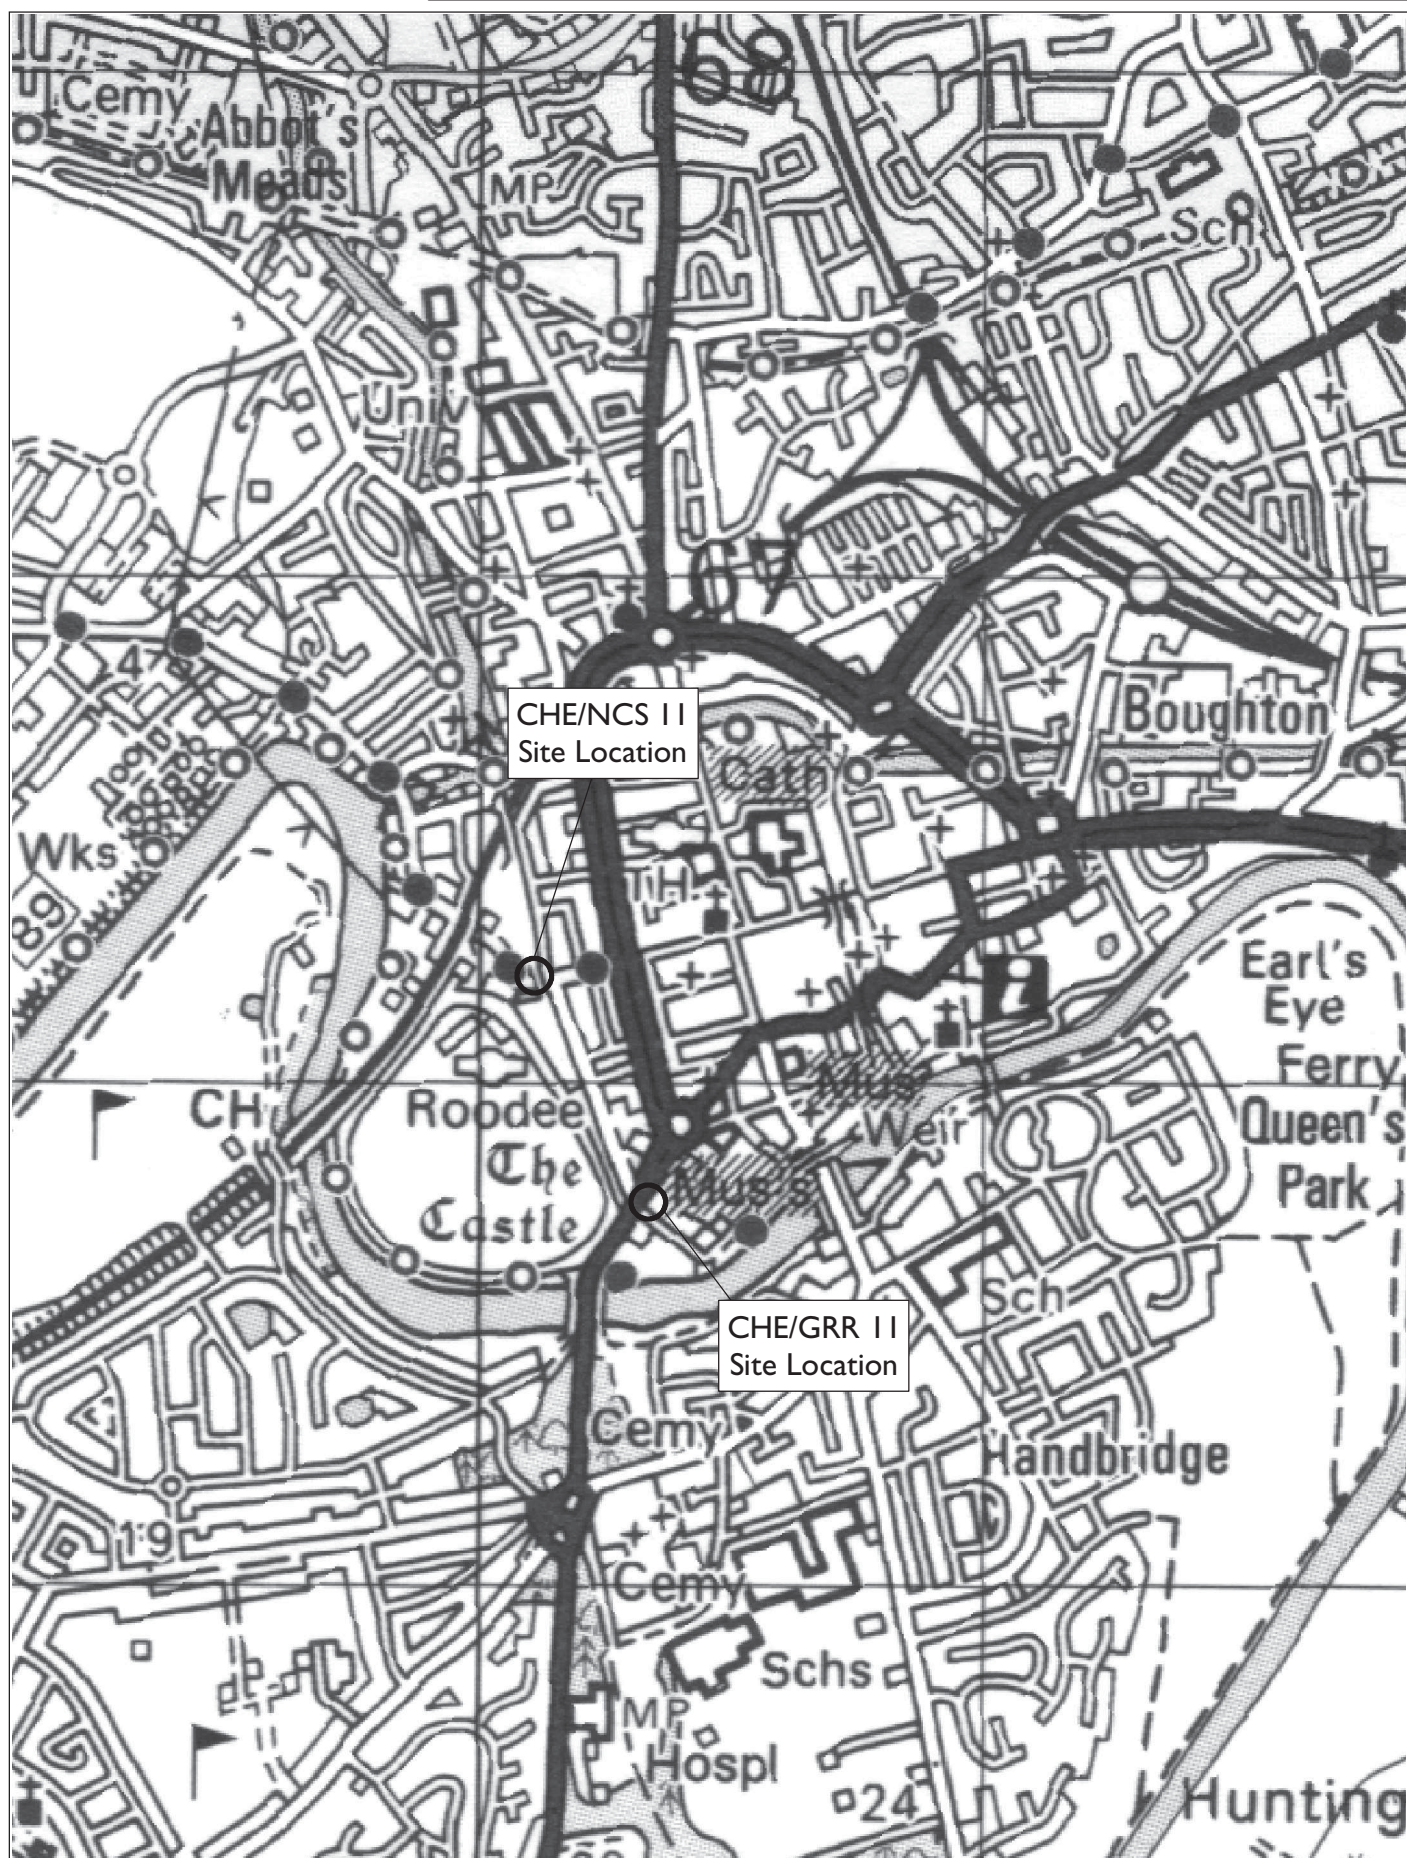 68
Cemy
Abbot's
Meads
MP
Sch
Univ
67
47
CHE/NCS 11
Site Location
Boughton
Cath
Wks
TH
89
Earl's
Eye
i
Ferry
Mus
CH
Roodee
Weir
Queen's
Park
The
Castle
Mus's
Sch
CHE/GRR 11
Site Location
Cemy
Handbridge
19
Cemy
Schs
MP
Hospl
24
Hunting